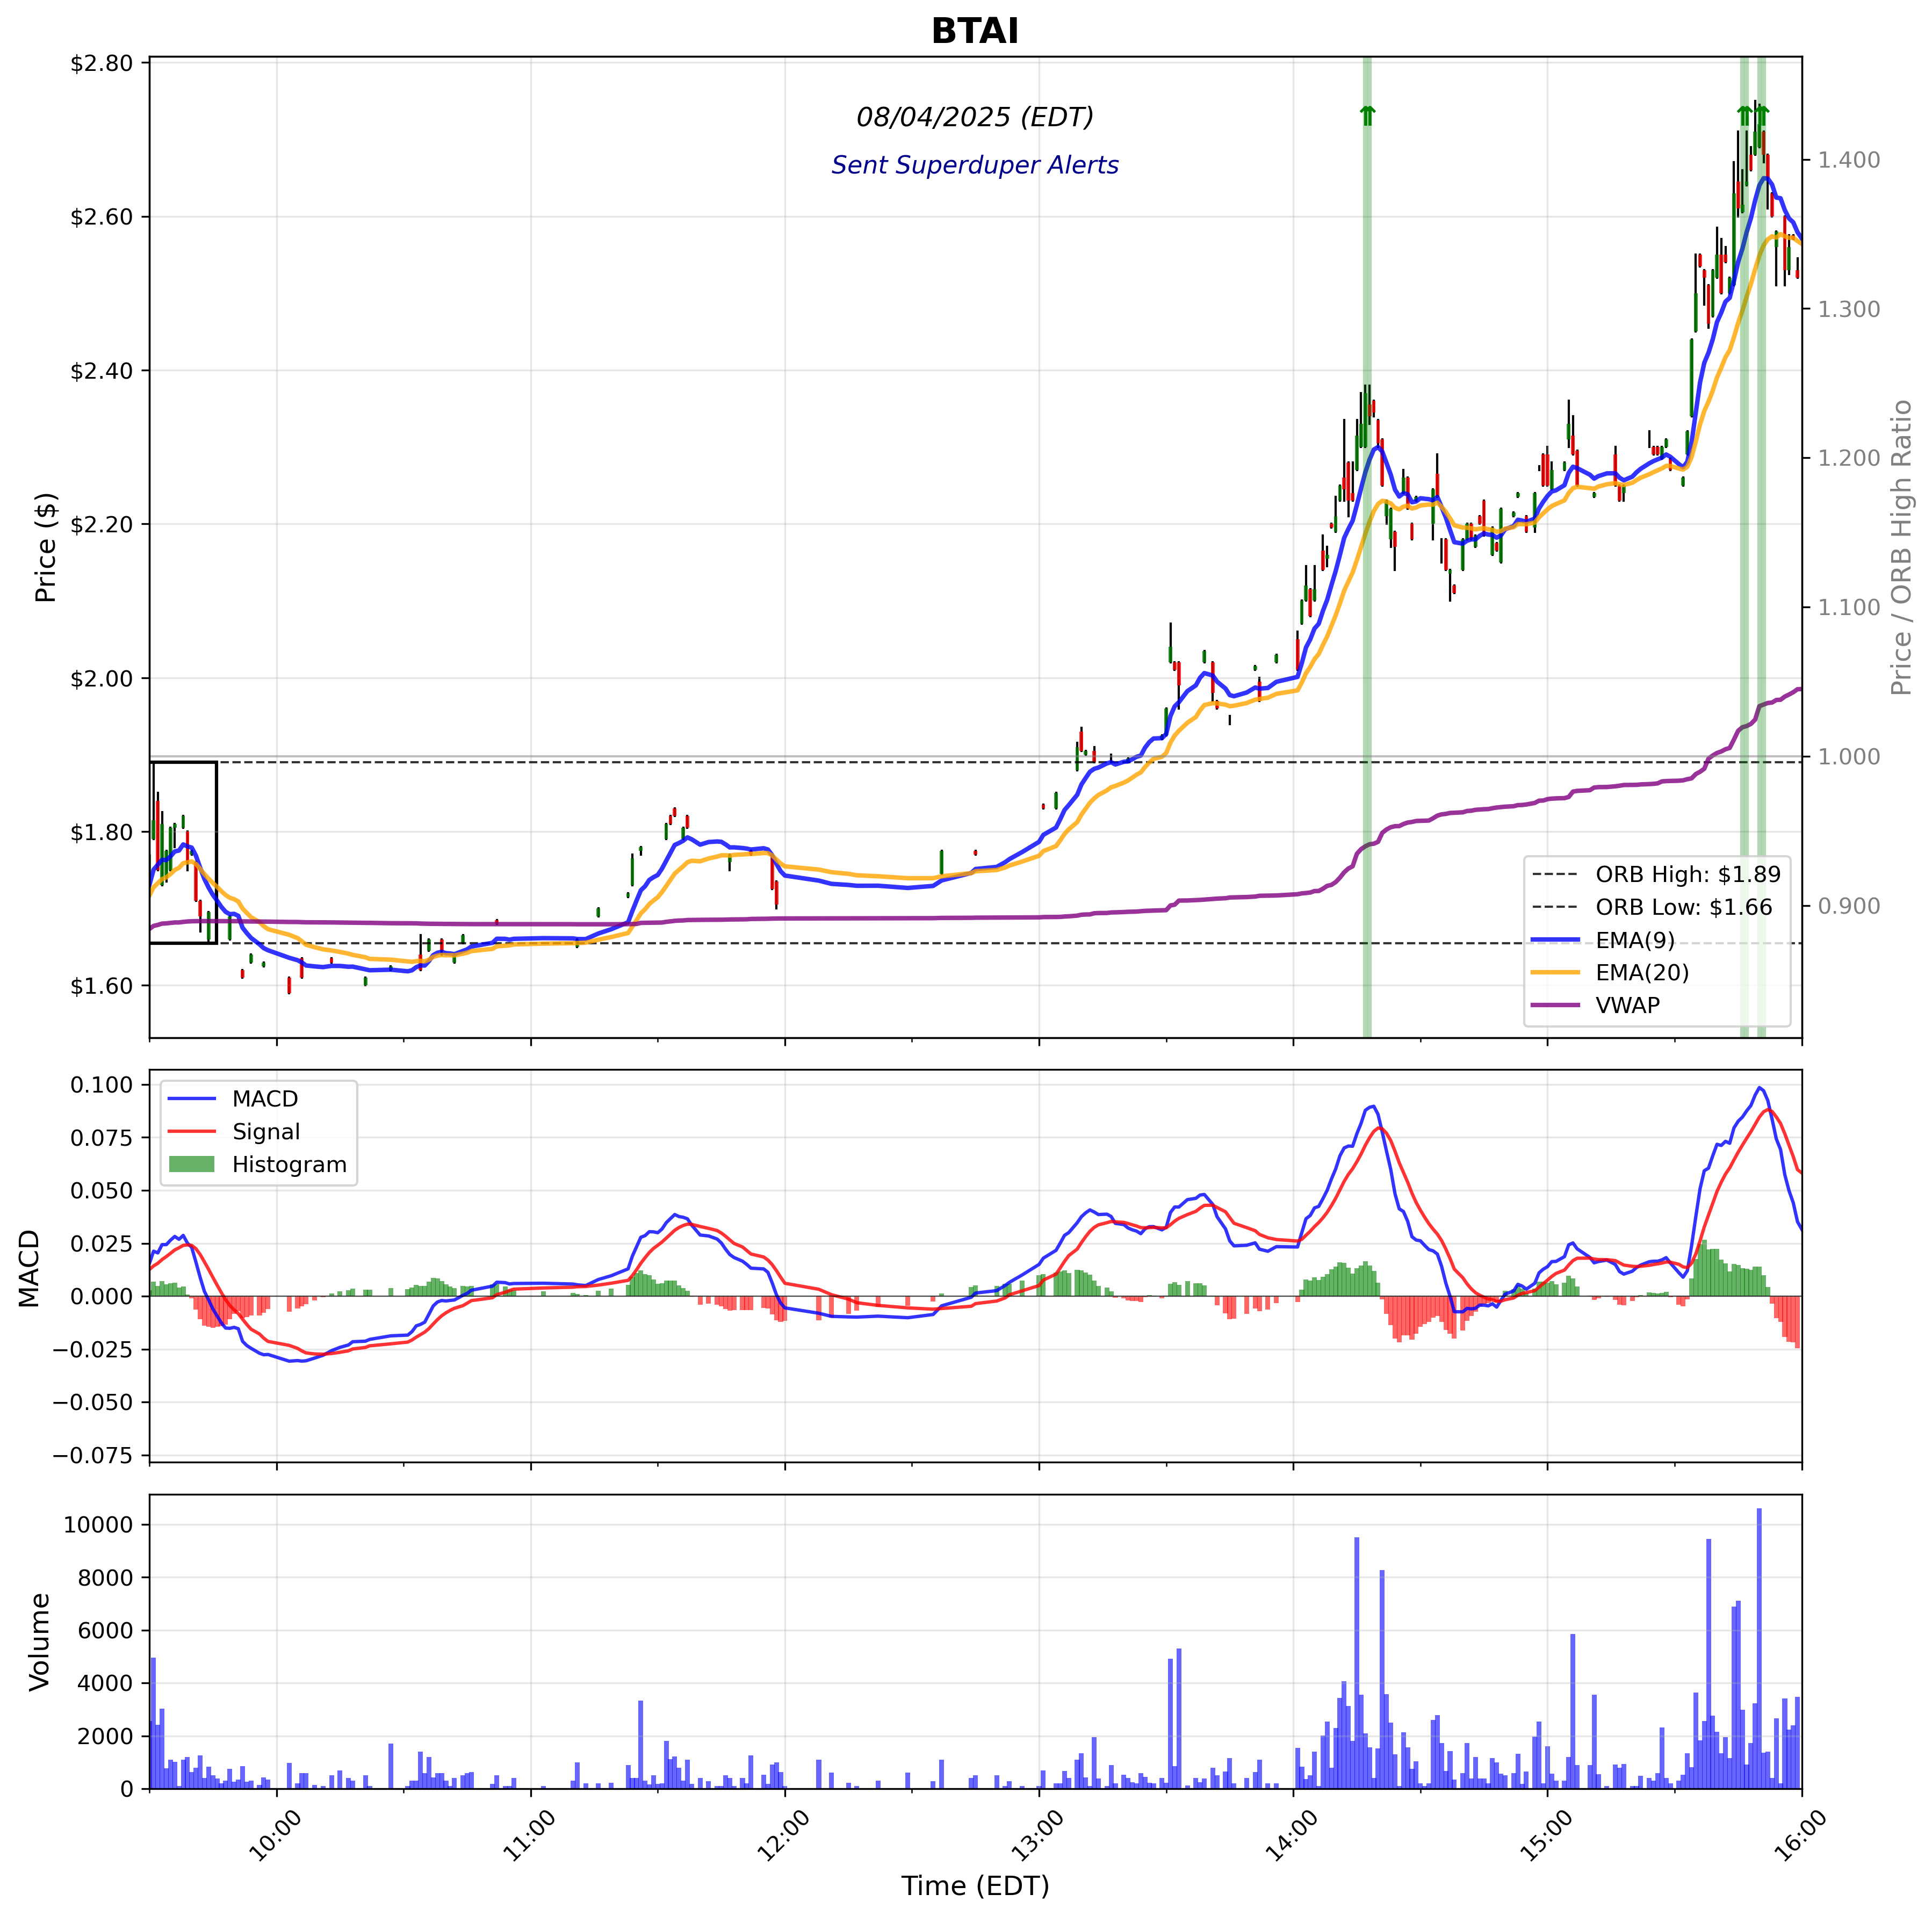 BTAI
08/04/2025 (EDT)
Sent Superduper Alerts
$2.80
$2.60
$2.40
$2.20
$2.00
$1.80
$1.60
Price ($)
1.400
1.300
1.200
1.100
1.000
0.900
Price / ORB High Ratio
ORB High: $1.89
ORB Low: $1.66
EMA(9)
EMA(20)
VWAP
0.100
0.075
0.050
0.025
0.000
−0.025
−0.050
−0.075
MACD
MACD
Signal
Histogram
10000
8000
6000
4000
2000
0
Volume
10:00
11:00
12:00
13:00
14:00
15:00
16:00
Time (EDT)